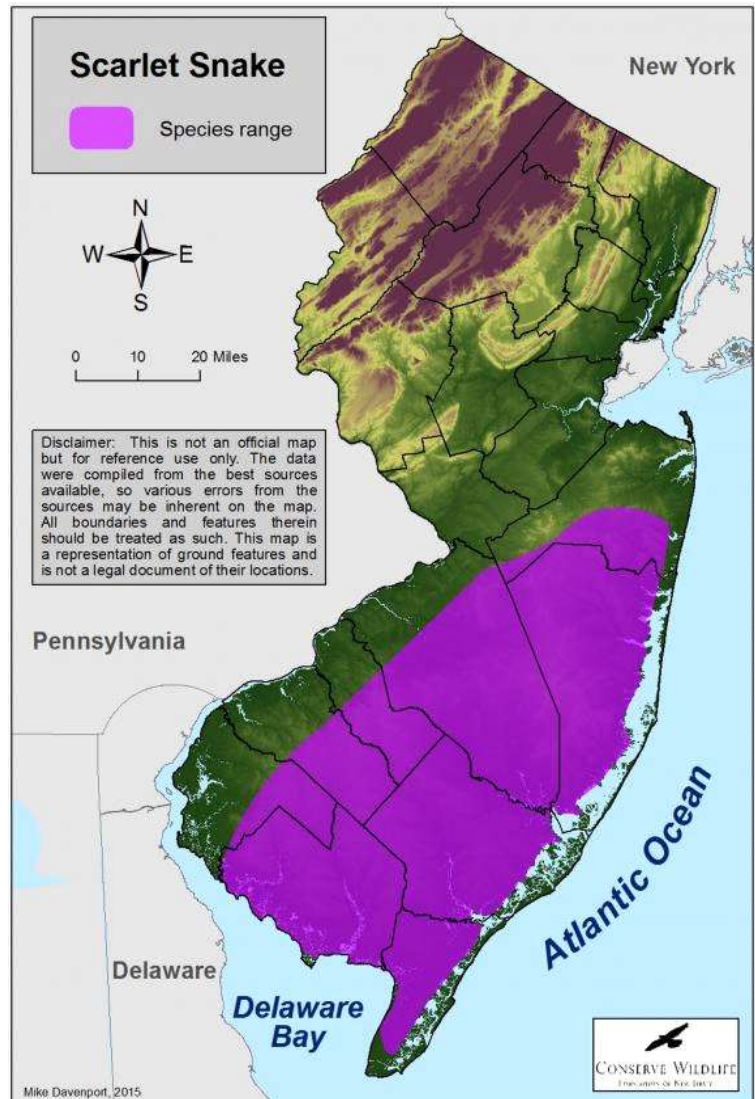 Scarlet Snake
Species range
New York
N
W
E
S
0 10 20 Miles
Disclaimer: This is not an official map
but for reference use only. The data
were compiled from the best sources
available, so various errors from the
sources may be inherent on the map.
All boundaries and features therein
should be treated as such. This map is
a representation of ground features and
is not a legal document of their locations.
Pennsylvania
Atlantic Ocean
Delaware
Delaware
Bay
CONSERVE WILDLIFE
FOUNDATION OF NEW JERSEY
Mike Davenport, 2015